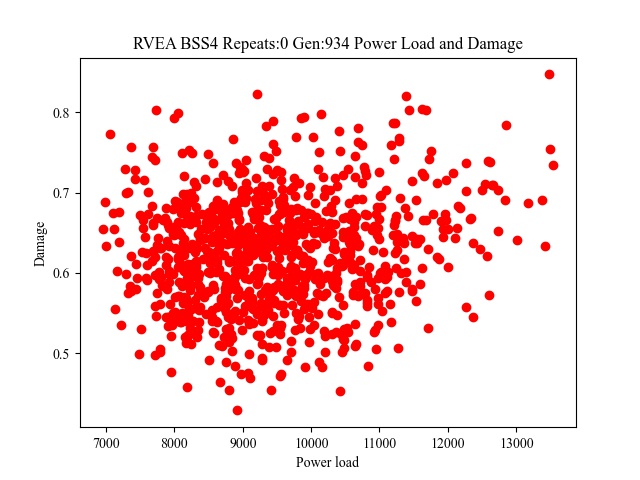 RVEA BSS4 Repeats:0 Gen:934 Power Load and Damage
0.8
0.7
0.6
0.5
Damage
7000 8000 9000 10000 11000 12000 13000
Power load